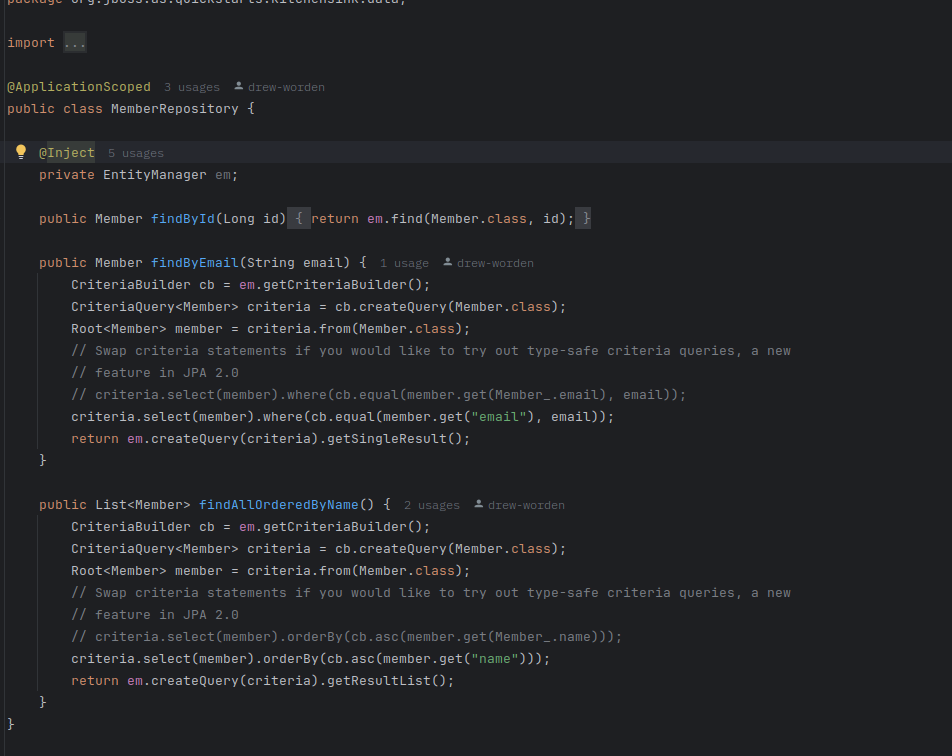 package org.jboss.as.quickstarts.kitchensink.data;
import ...
@ApplicationScoped 3 usages drew-worden
public class MemberRepository {
@Inject 5 usages
private EntityManager em;
public Member findById(Long id) { return em.find(Member.class, id); }
public Member findByEmail(String email) { 1 usage drew-worden
CriteriaBuilder cb = em.getCriteriaBuilder();
CriteriaQuery<Member> criteria = cb.createQuery(Member.class);
Root<Member> member = criteria.from(Member.class);
// Swap criteria statements if you would like to try out type-safe criteria queries, a new
// feature in JPA 2.0
// criteria.select(member).where(cb.equal(member.get(Member_.email), email));
criteria.select(member).where(cb.equal(member.get("email"), email));
return em.createQuery(criteria).getSingleResult();
}
public List<Member> findAllOrderedByName() { 2 usages drew-worden
CriteriaBuilder cb = em.getCriteriaBuilder();
CriteriaQuery<Member> criteria = cb.createQuery(Member.class);
Root<Member> member = criteria.from(Member.class);
// Swap criteria statements if you would like to try out type-safe criteria queries, a new
// feature in JPA 2.0
// criteria.select(member).orderBy(cb.asc(member.get(Member_.name)));
criteria.select(member).orderBy(cb.asc(member.get("name")));
return em.createQuery(criteria).getResultList();
}
}